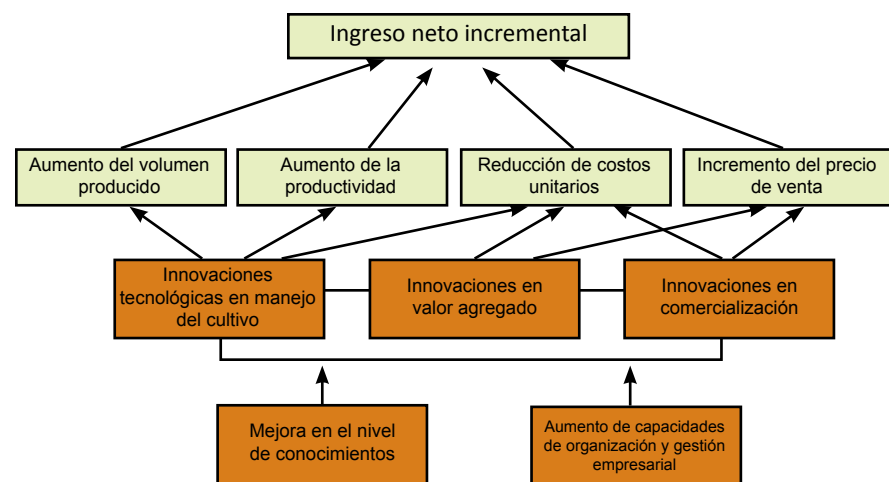 Ingreso neto incremental
Aumento del volumen
producido
Aumento de la
productividad
Reducción de costos
unitarios
Incremento del precio
de venta
Innovaciones
tecnológicas en manejo
del cultivo
Innovaciones en
valor agregado
Innovaciones en
comercialización
Mejora en el nivel
de conocimientos
Aumento de capacidades
de organización y gestión
empresarial